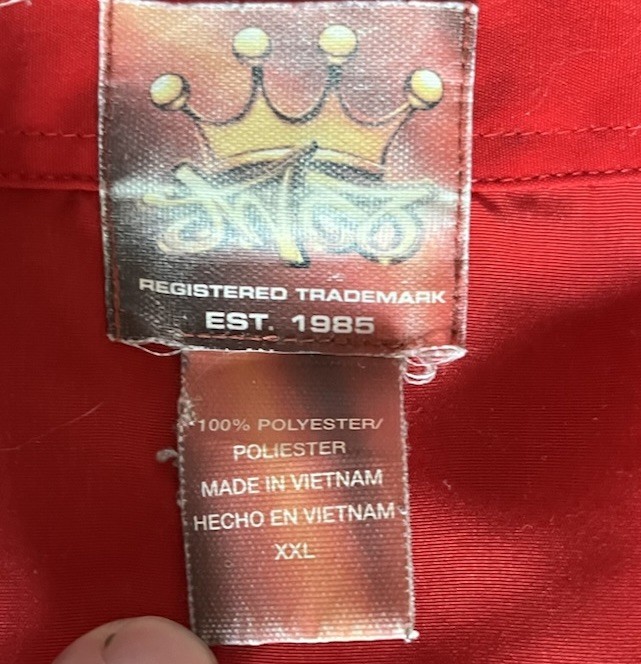 REGISTERED TRADEMARK
EST. 1985
100% POLYESTER/
POLIESTER
MADE IN VIETNAM
HECHO EN VIETNAM
XXL